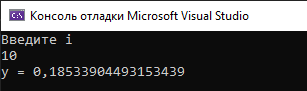 Консоль отладки Microsoft Visual Studio
Введите i
10
y = 0,18533904493153439